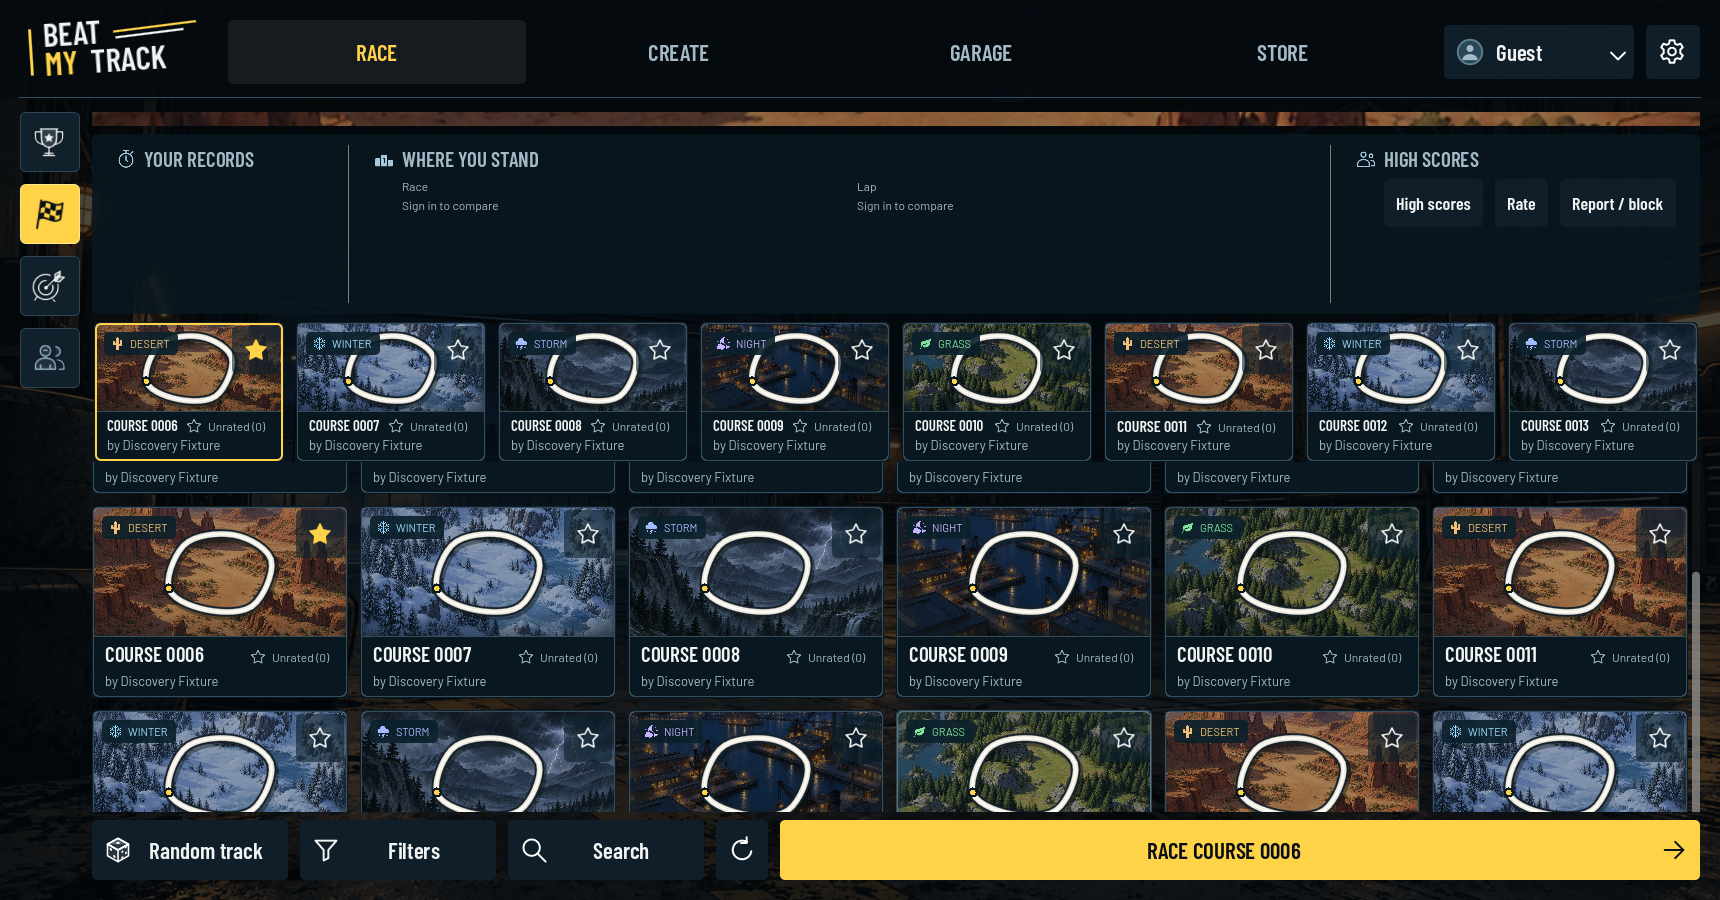 BEAT
MY TRACK
RACE
CREATE
GARAGE
STORE
Guest
YOUR RECORDS
WHERE YOU STAND
HIGH SCORES
Race
Sign in to compare
Lap
Sign in to compare
High scores
Rate
Report / block
DESERT
WINTER
STORM
NIGHT
GRASS
DESERT
WINTER
STORM
COURSE 0006 Unrated (0)
by Discovery Fixture
COURSE 0007 Unrated (0)
by Discovery Fixture
COURSE 0008 Unrated (0)
by Discovery Fixture
COURSE 0009 Unrated (0)
by Discovery Fixture
COURSE 0010 Unrated (0)
by Discovery Fixture
COURSE 0011 Unrated (0)
by Discovery Fixture
COURSE 0012 Unrated (0)
by Discovery Fixture
COURSE 0013 Unrated (0)
by Discovery Fixture
by Discovery Fixture
by Discovery Fixture
by Discovery Fixture
by Discovery Fixture
by Discovery Fixture
by Discovery Fixture
DESERT
WINTER
STORM
NIGHT
GRASS
DESERT
COURSE 0006 Unrated (0)
by Discovery Fixture
COURSE 0007 Unrated (0)
by Discovery Fixture
COURSE 0008 Unrated (0)
by Discovery Fixture
COURSE 0009 Unrated (0)
by Discovery Fixture
COURSE 0010 Unrated (0)
by Discovery Fixture
COURSE 0011 Unrated (0)
by Discovery Fixture
WINTER
STORM
NIGHT
GRASS
DESERT
WINTER
Random track
Filters
Search
RACE COURSE 0006